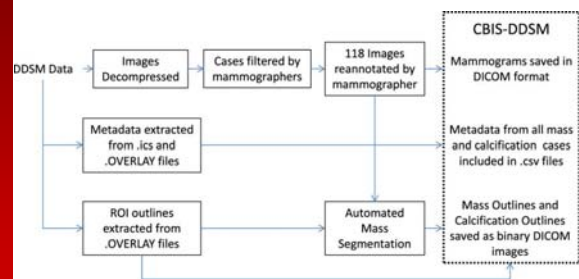 CBIS-DDSM
DDSM Data
Images
Decompressed
Cases filtered by
mammographers
118 Images
reannotated by
mammographer
Mammograms saved in
DICOM format
Metadata extracted
from .ics and
.OVERLAY files
Metadata from all mass
and calcification cases
included in .csv files
ROI outlines
extracted from
.OVERLAY files
Automated
Mass
Segmentation
Mass Outlines and
Calcification Outlines
saved as binary DICOM
images